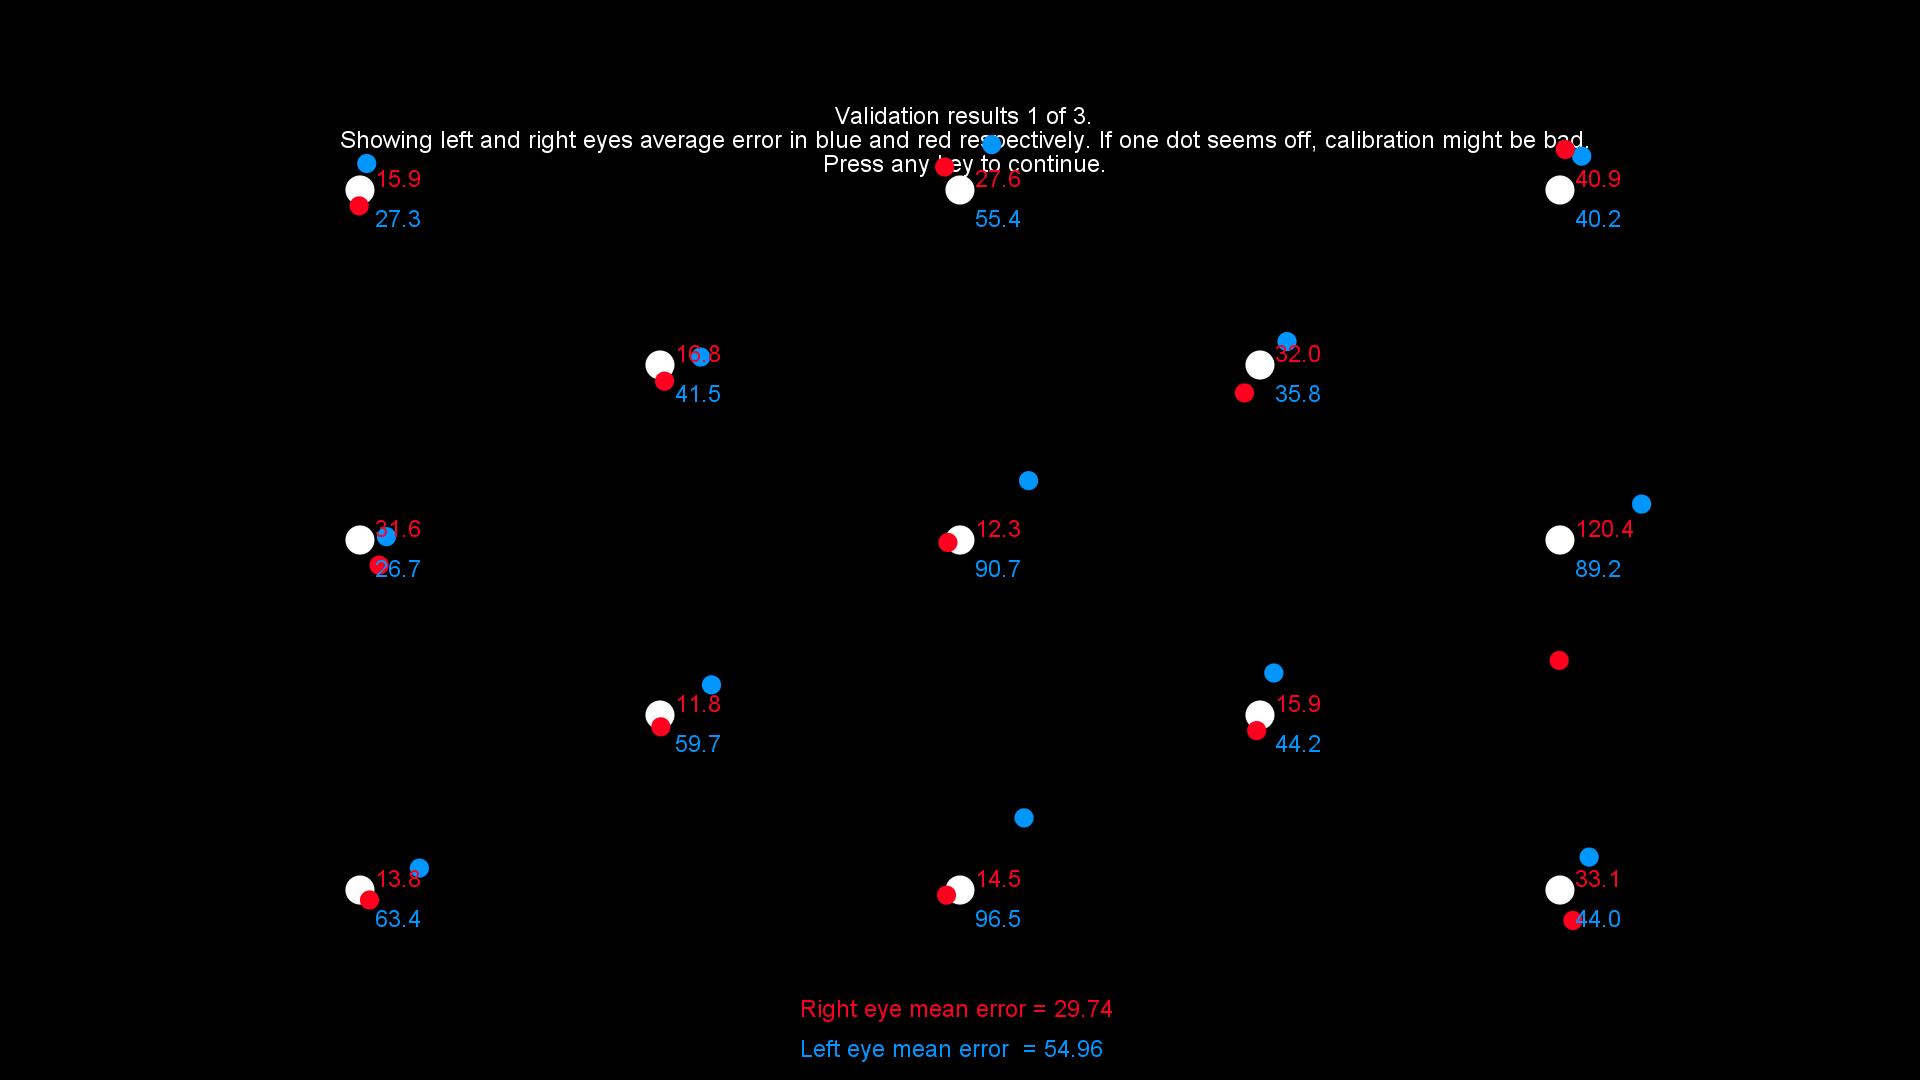 Validation results 1 of 3.
Showing left and right eyes average error in blue and red respectively. If one dot seems off, calibration might be bad.
Press any key to continue.
15.9 27.6 40.9
27.3 55.4 40.2
16.8 32.0
41.5 35.8
31.6 12.3 120.4
26.7 90.7 89.2
11.8 15.9
59.7 44.2
13.8 14.5 33.1
63.4 96.5 44.0
Right eye mean error = 29.74
Left eye mean error = 54.96